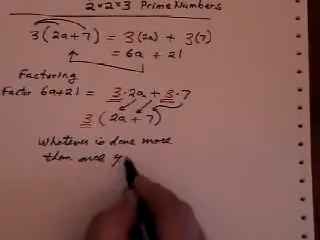 2×2×3 Prime Numbers
3(2a+7) = 3(2a) + 3(7)
= 6a + 21
Factoring
Factor 6a+21 = 3·2a + 3·7
3(2a+7)
Whatever is done more
than once y